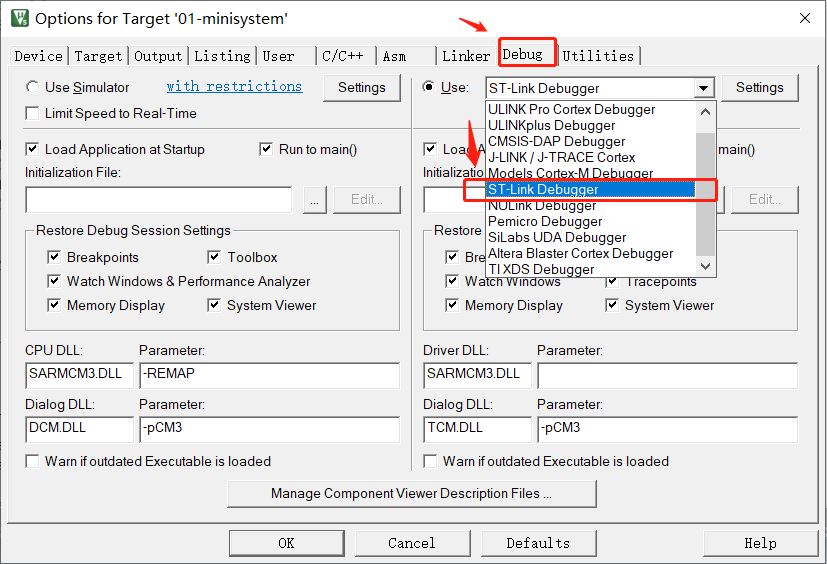 Options for Target '01-minisystem'
Device Target Output Listing User C/C++ Asm Linker Debug Utilities
Use Simulator with restrictions Settings
Use: ST-Link Debugger Settings
Limit Speed to Real-Time
ULINK Pro Cortex Debugger
ULINKplus Debugger
CMSIS-DAP Debugger
J-LINK / J-TRACE Cortex
Models Cortex-M Debugger
ST-Link Debugger
NULink Debugger
Pemicro Debugger
SiLabs UDA Debugger
Altera Blaster Cortex Debugger
TI XDS Debugger
Load Application at Startup Run to main()
Load A main()
Initialization File:
Initializatio
... Edit...
Edit...
Restore Debug Session Settings
Breakpoints Toolbox
Watch Windows & Performance Analyzer
Memory Display System Viewer
Restore
Bre
Watch Windows Tracepoints
Memory Display System Viewer
CPU DLL: Parameter:
SARMCM3.DLL -REMAP
Driver DLL: Parameter:
SARMCM3.DLL
Dialog DLL: Parameter:
DCM.DLL -pCM3
Dialog DLL: Parameter:
TCM.DLL -pCM3
Warn if outdated Executable is loaded
Warn if outdated Executable is loaded
Manage Component Viewer Description Files ...
OK Cancel Defaults Help